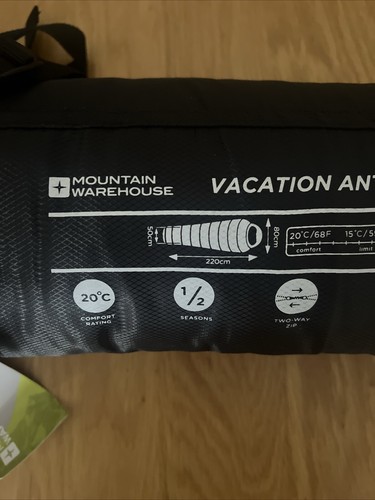 MOUNTAIN
WAREHOUSE
VACATION ANT
50cm
80cm
220cm
20°C/68F 15°C/5
comfort limit
20°C
COMFORT
RATING
1/2
SEASONS
TWO-WAY
ZIP